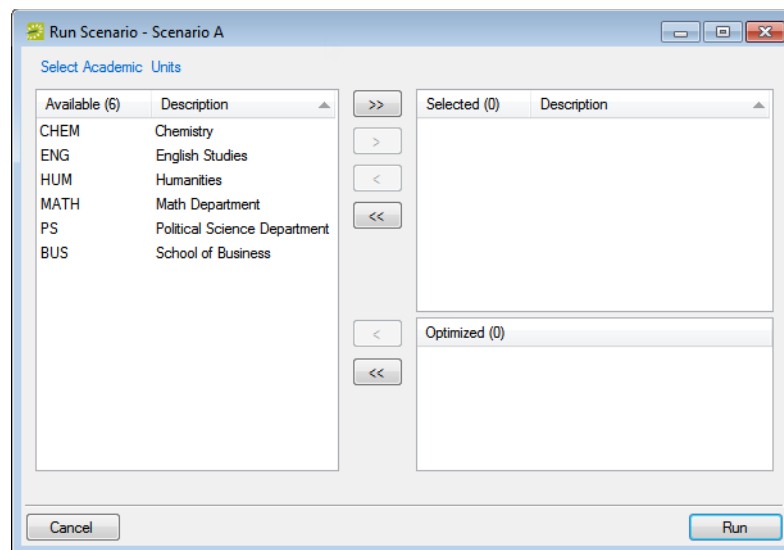 Run Scenario - Scenario A
Select Academic Units
Available (6) Description
CHEM Chemistry
ENG English Studies
HUM Humanities
MATH Math Department
PS Political Science Department
BUS School of Business
>>
>
<
<<
Selected (0) Description
<
<<
Optimized (0)
Cancel
Run